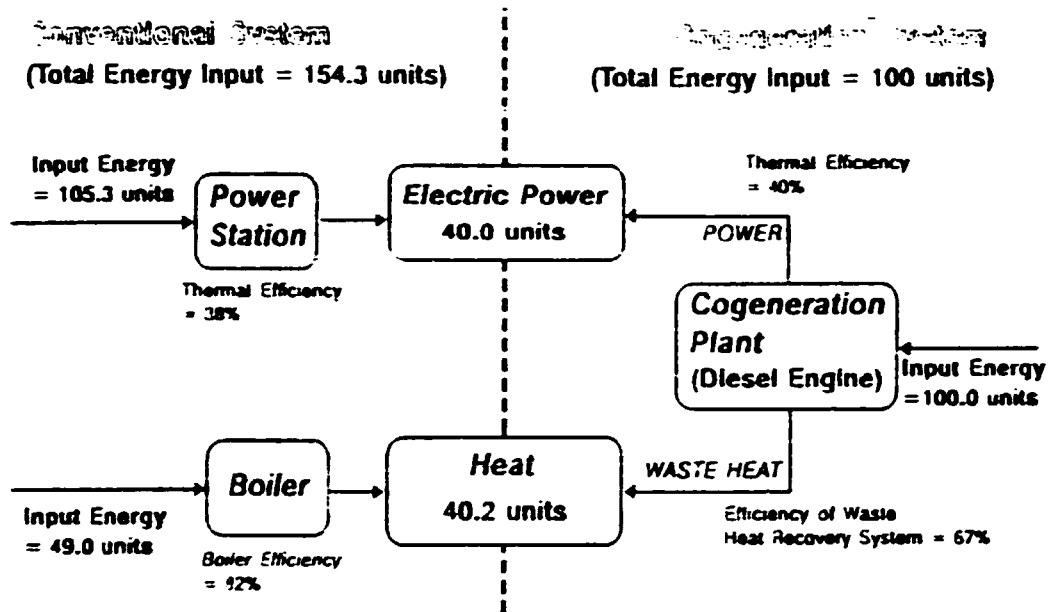 Conventional System
(Total Energy Input = 154.3 units)
System
(Total Energy Input = 100 units)
Input Energy
= 105.3 units
Power
Station
Thermal Efficiency
= 38%
Electric Power
40.0 units
Thermal Efficiency
= 40%
POWER
Cogeneration
Plant
(Diesel Engine)
Input Energy
=100.0 units
Input Energy
= 49.0 units
Boiler
Boiler Efficiency
Heat
40.2 units
WASTE HEAT
Efficiency of Waste
Heat Recovery System = 67%